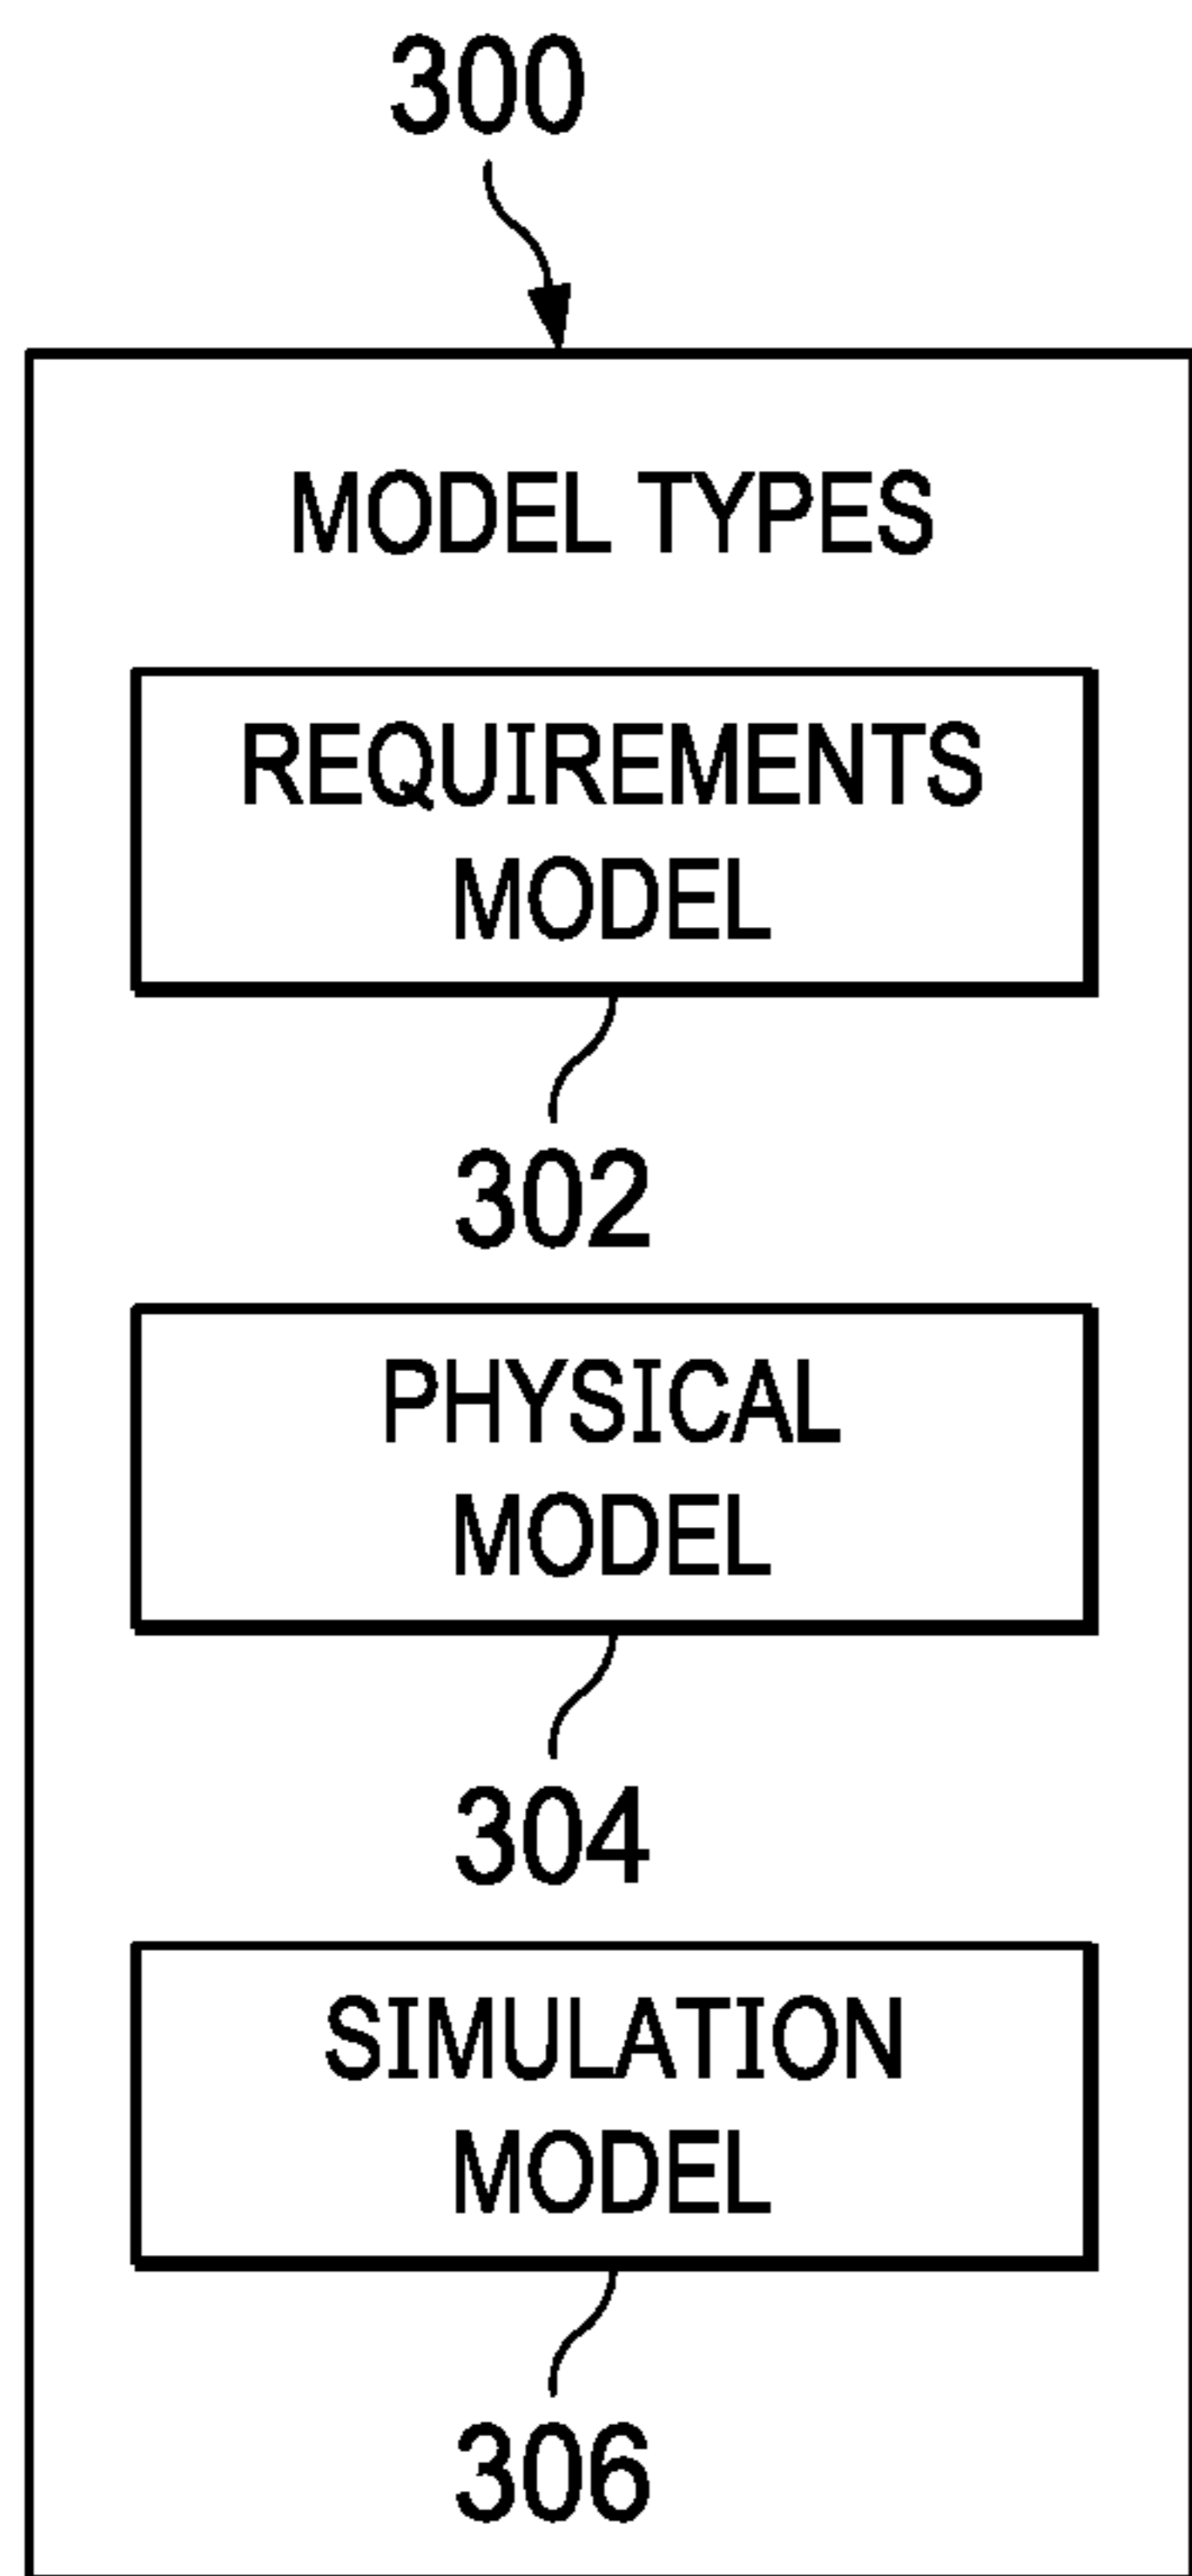 300
MODEL TYPES
REQUIREMENTS
MODEL
302
PHYSICAL
MODEL
304
SIMULATION
MODEL
306